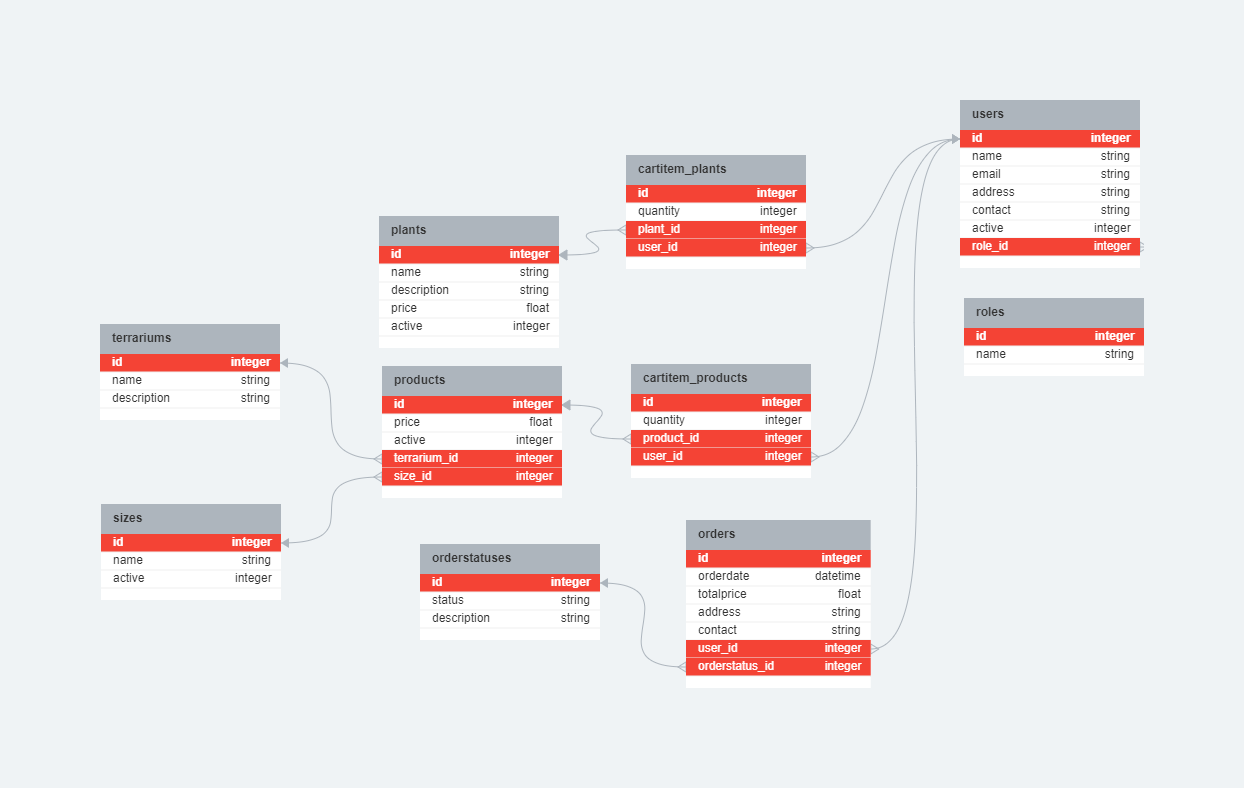 users
id integer
name string
email string
address string
contact string
active integer
role_id integer
cartitem_plants
id integer
quantity integer
plant_id integer
user_id integer
plants
id integer
name string
description string
price float
active integer
roles
id integer
name string
terrariums
id integer
name string
description string
products
id integer
price float
active integer
terrarium_id integer
size_id integer
cartitem_products
id integer
quantity integer
product_id integer
user_id integer
sizes
id integer
name string
active integer
orderstatuses
id integer
status string
description string
orders
id integer
orderdate datetime
totalprice float
address string
contact string
user_id integer
orderstatus_id integer